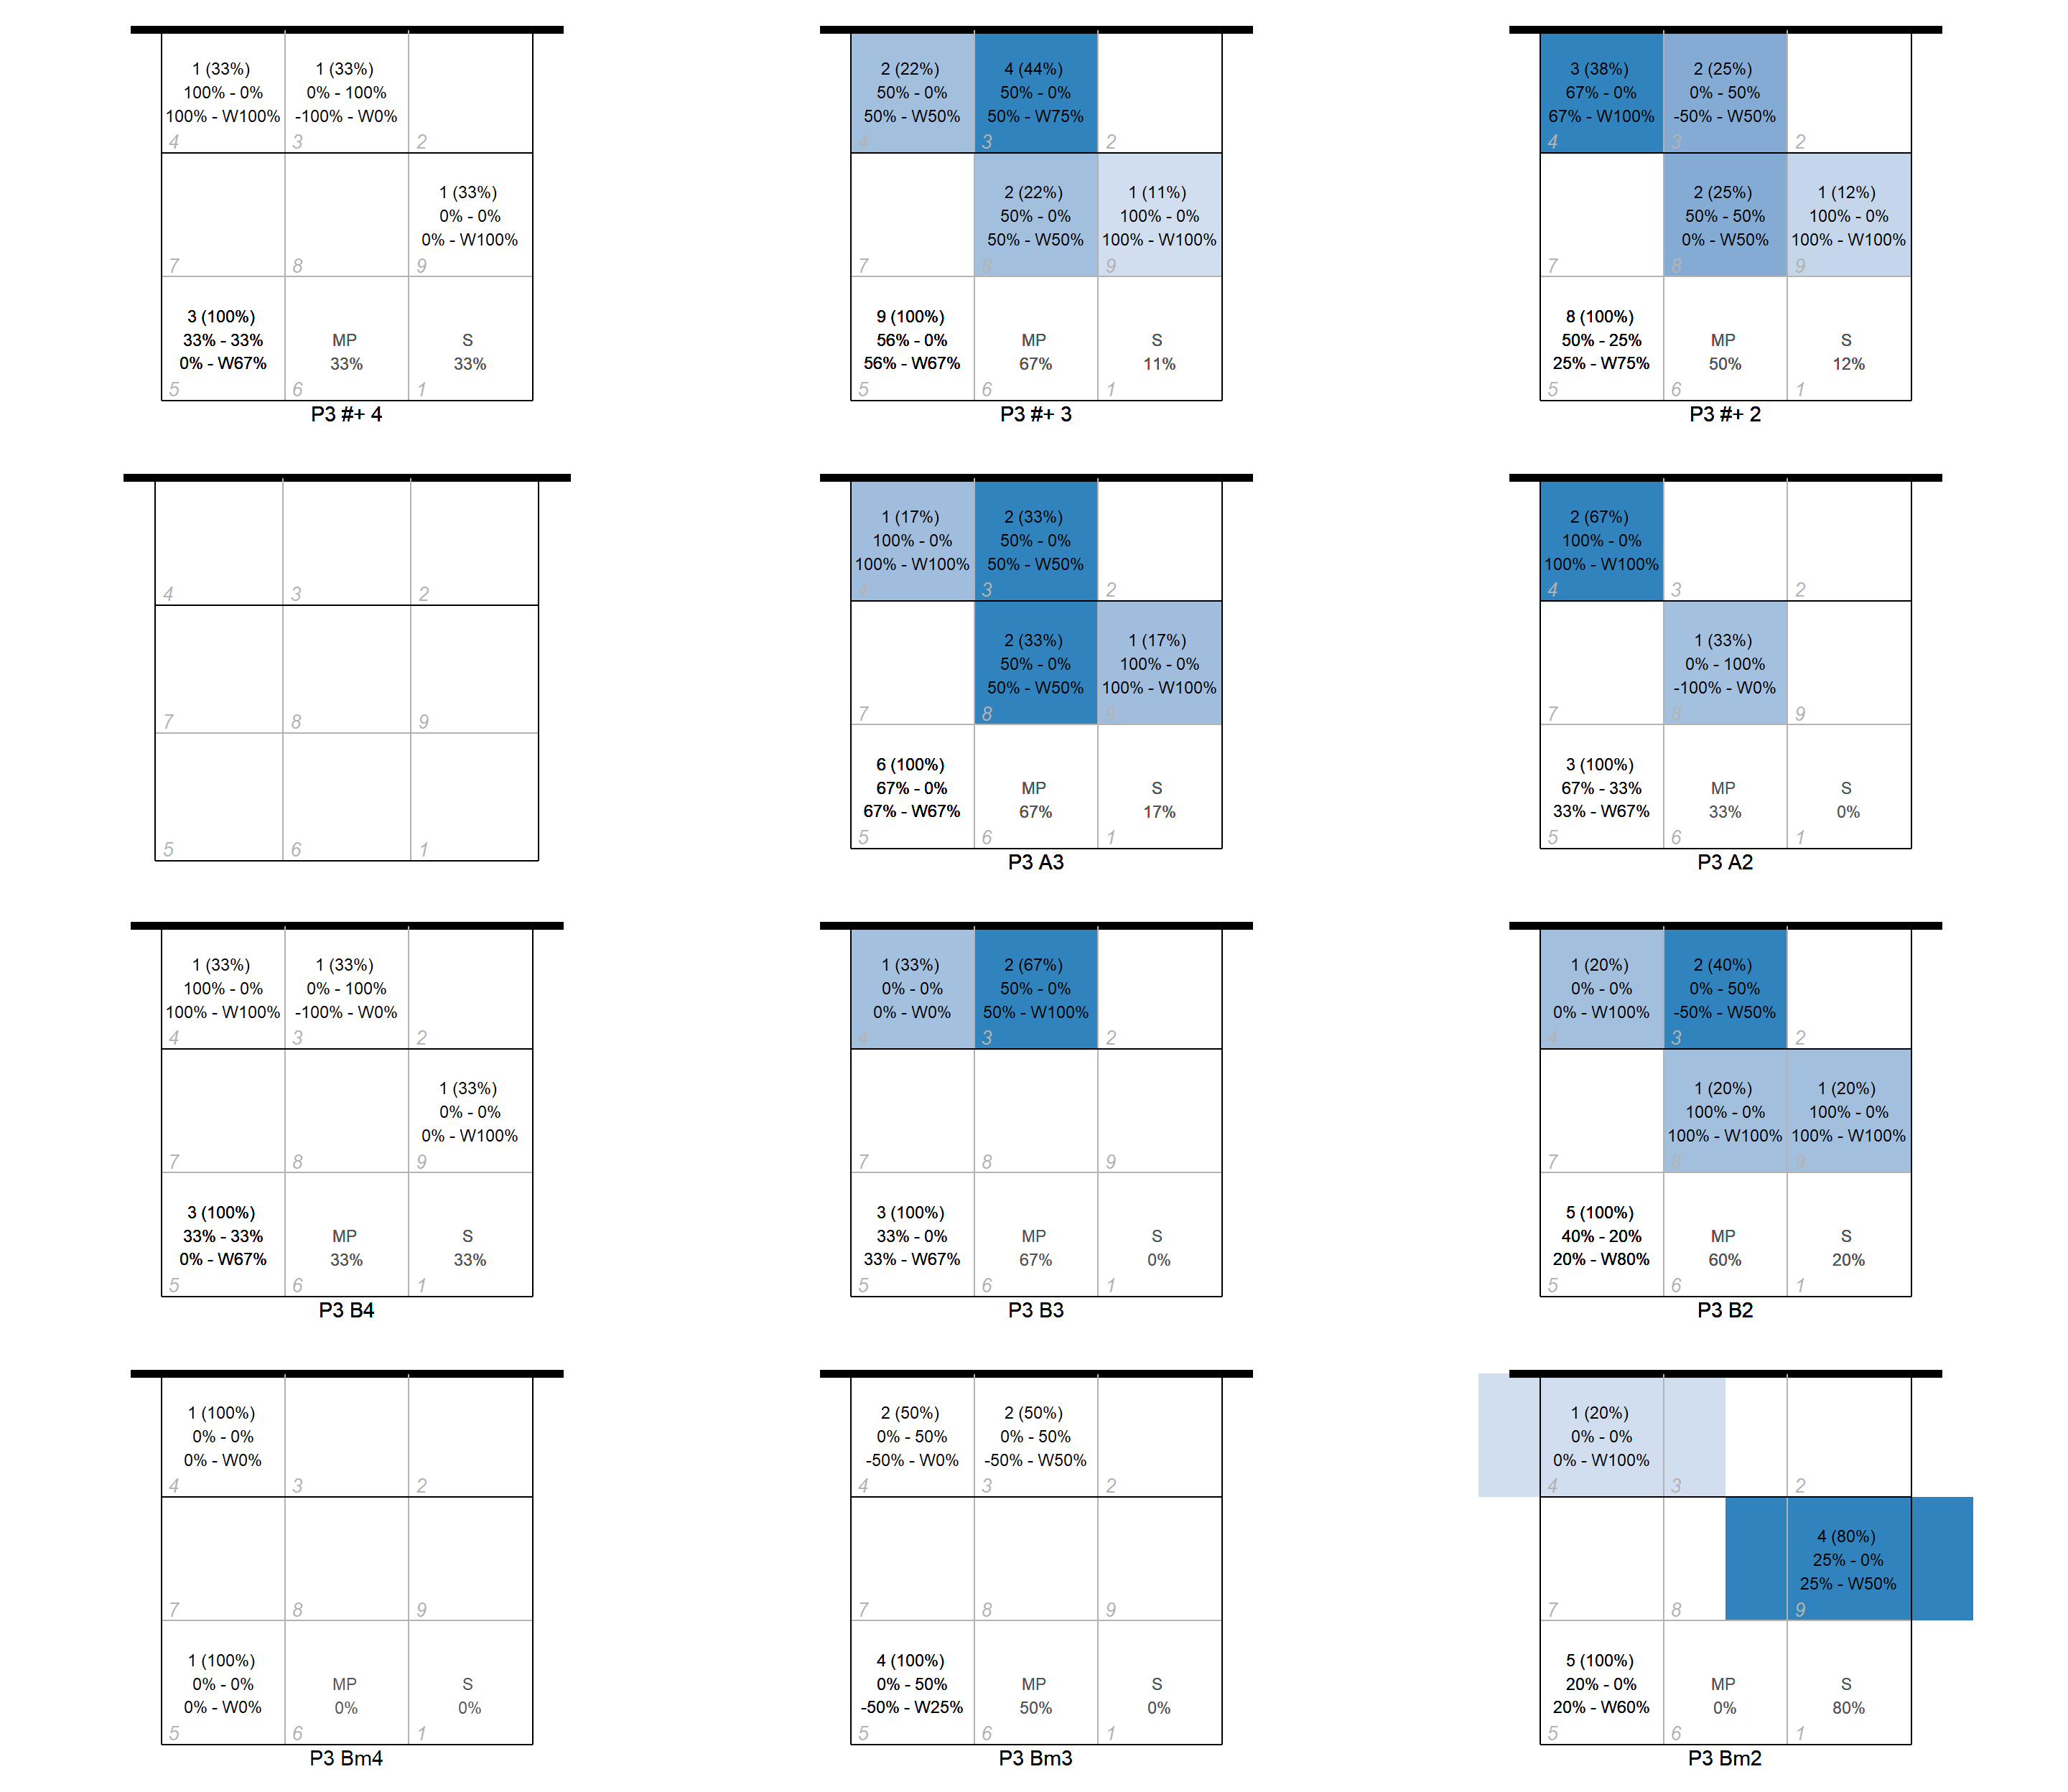 1 (33%)
100% - 0%
100% - W100%
4
1 (33%)
0% - 100%
-100% - W0%
3
2
7
8
1 (33%)
0% - 0%
0% - W100%
9
3 (100%)
33% - 33%
0% - W67%
5
MP
33%
6
S
33%
1
P3 #+ 4
2 (22%)
50% - 0%
50% - W50%
4
4 (44%)
50% - 0%
50% - W75%
3
2
7
2 (22%)
50% - 0%
50% - W50%
8
1 (11%)
100% - 0%
100% - W100%
9
9 (100%)
56% - 0%
56% - W67%
5
MP
67%
6
S
11%
1
P3 #+ 3
3 (38%)
67% - 0%
67% - W100%
4
2 (25%)
0% - 50%
-50% - W50%
3
2
7
2 (25%)
50% - 50%
0% - W50%
8
1 (12%)
100% - 0%
100% - W100%
9
8 (100%)
50% - 25%
25% - W75%
5
MP
50%
6
S
12%
1
P3 #+ 2
4
3
2
7
8
9
5
6
1
1 (17%)
100% - 0%
100% - W100%
4
2 (33%)
50% - 0%
50% - W50%
3
2
7
2 (33%)
50% - 0%
50% - W50%
8
1 (17%)
100% - 0%
100% - W100%
9
6 (100%)
67% - 0%
67% - W67%
5
MP
67%
6
S
17%
1
P3 A3
2 (67%)
100% - 0%
100% - W100%
4
3
2
7
1 (33%)
0% - 100%
-100% - W0%
8
9
3 (100%)
67% - 33%
33% - W67%
5
MP
33%
6
S
0%
1
P3 A2
1 (33%)
100% - 0%
100% - W100%
4
1 (33%)
0% - 100%
-100% - W0%
3
2
7
8
1 (33%)
0% - 0%
0% - W100%
9
3 (100%)
33% - 33%
0% - W67%
5
MP
33%
6
S
33%
1
P3 B4
1 (33%)
0% - 0%
0% - W0%
4
2 (67%)
50% - 0%
50% - W100%
3
2
7
8
9
3 (100%)
33% - 0%
33% - W67%
5
MP
67%
6
S
0%
1
P3 B3
1 (20%)
0% - 0%
0% - W100%
4
2 (40%)
0% - 50%
-50% - W50%
3
2
7
1 (20%)
100% - 0%
100% - W100%
8
1 (20%)
100% - 0%
100% - W100%
9
5 (100%)
40% - 20%
20% - W80%
5
MP
60%
6
S
20%
1
P3 B2
1 (100%)
0% - 0%
0% - W0%
4
3
2
7
8
9
1 (100%)
0% - 0%
0% - W0%
5
MP
0%
6
S
0%
1
P3 Bm4
2 (50%)
0% - 50%
-50% - W0%
4
2 (50%)
0% - 50%
-50% - W50%
3
2
7
8
9
4 (100%)
0% - 50%
-50% - W25%
5
MP
50%
6
S
0%
1
P3 Bm3
1 (20%)
0% - 0%
0% - W100%
4
3
2
7
8
4 (80%)
25% - 0%
25% - W50%
9
5 (100%)
20% - 0%
20% - W60%
5
MP
0%
6
S
80%
1
P3 Bm2